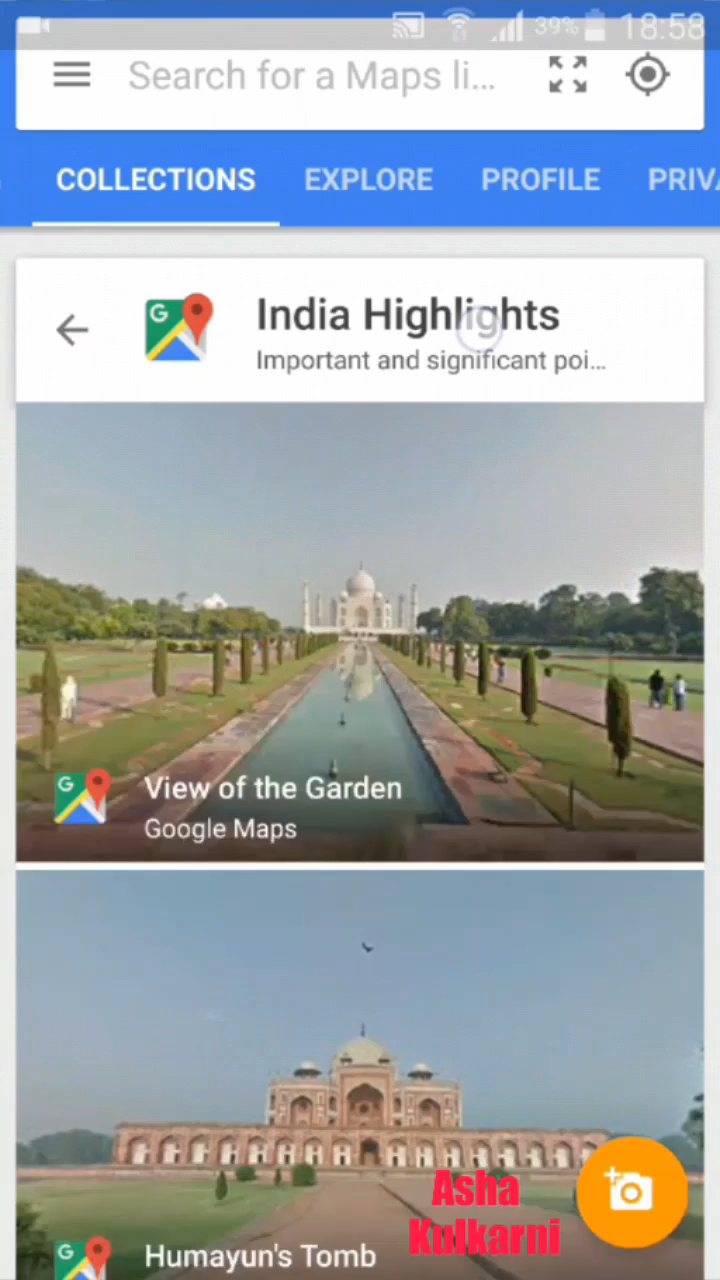 39% 18:58
Search for a Maps li...
COLLECTIONS EXPLORE PROFILE PRIVA
India Highlights
Important and significant poi...
View of the Garden
Google Maps
Asha
Kulkarni
Humayun's Tomb